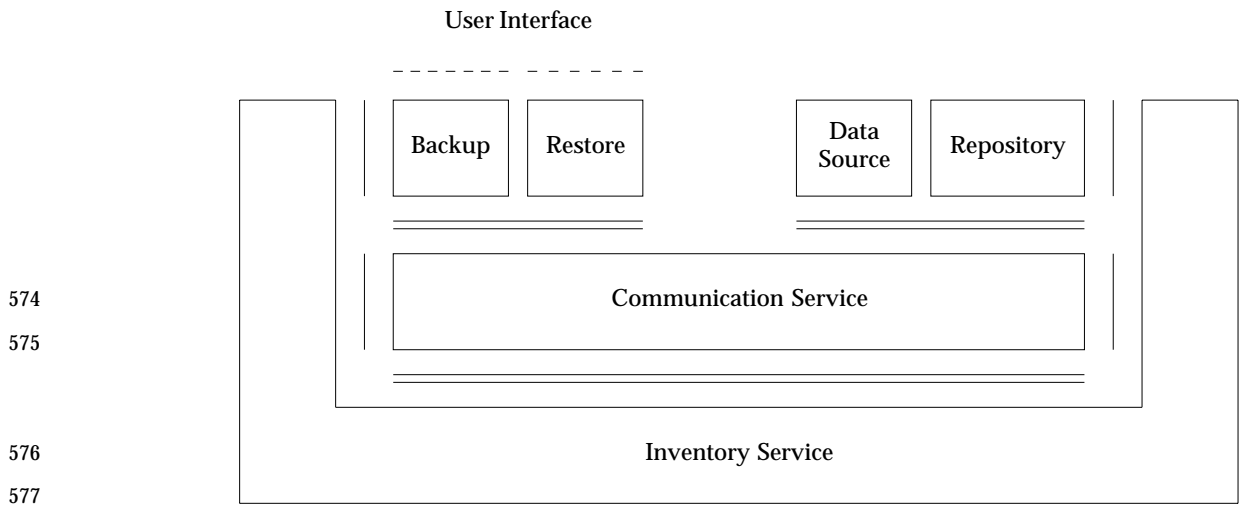 User Interface
Backup
Restore
Data
Source
Repository
574
Communication Service
575
576
Inventory Service
577